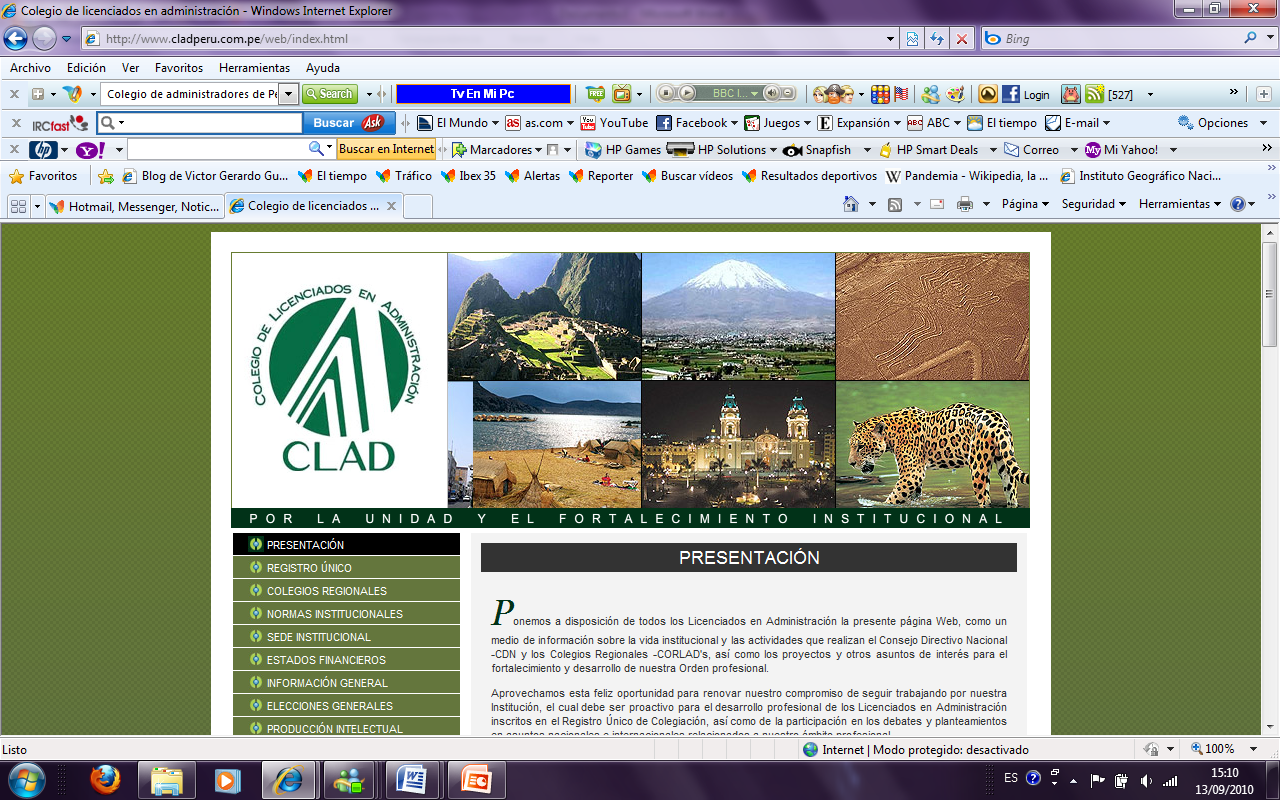 Colegio de licenciados en administración - Windows Internet Explorer
http://www.cladperu.com.pe/web/index.html
Bing
Archivo Edición Ver Favoritos Herramientas Ayuda
Colegio de administradores de Pe Search Tv En Mi Pc FREE BBC I... Login [527]
IRCfast Buscar Ask El Mundo as.com YouTube Facebook Juegos Expansión ABC El tiempo E-mail Opciones
hp Y! Buscar en Internet Marcadores HP Games HP Solutions Snapfish HP Smart Deals Correo Mi Yahoo!
Favoritos Blog de Victor Gerardo Gu... El tiempo Tráfico Ibex 35 Alertas Reporter Buscar vídeos Resultados deportivos Pandemia - Wikipedia, la ... Instituto Geográfico Naci...
Hotmail, Messenger, Notic... Colegio de licenciados ... Página Seguridad Herramientas
COLEGIO DE LICENCIADOS EN ADMINISTRACIÓN
CLAD
POR LA UNIDAD Y EL FORTALECIMIENTO INSTITUCIONAL
PRESENTACIÓN
REGISTRO ÚNICO
COLEGIOS REGIONALES
NORMAS INSTITUCIONALES
SEDE INSTITUCIONAL
ESTADOS FINANCIEROS
INFORMACIÓN GENERAL
ELECCIONES GENERALES
PRODUCCIÓN INTELECTUAL
PRESENTACIÓN
Ponemos a disposición de todos los Licenciados en Administración la presente página Web, como un
medio de información sobre la vida institucional y las actividades que realizan el Consejo Directivo Nacional
-CDN y los Colegios Regionales -CORLAD's, así como los proyectos y otros asuntos de interés para el
fortalecimiento y desarrollo de nuestra Orden profesional.
Aprovechamos esta feliz oportunidad para renovar nuestro compromiso de seguir trabajando por nuestra
Institución, el cual debe ser proactivo para el desarrollo profesional de los Licenciados en Administración
inscritos en el Registro Único de Colegiación, así como de la participación en los debates y planteamientos
en asuntos nacionales e internacionales relacionados a nuestro ámbito profesional.
Listo Internet | Modo protegido: desactivado 100%
ES 15:10
13/09/2010